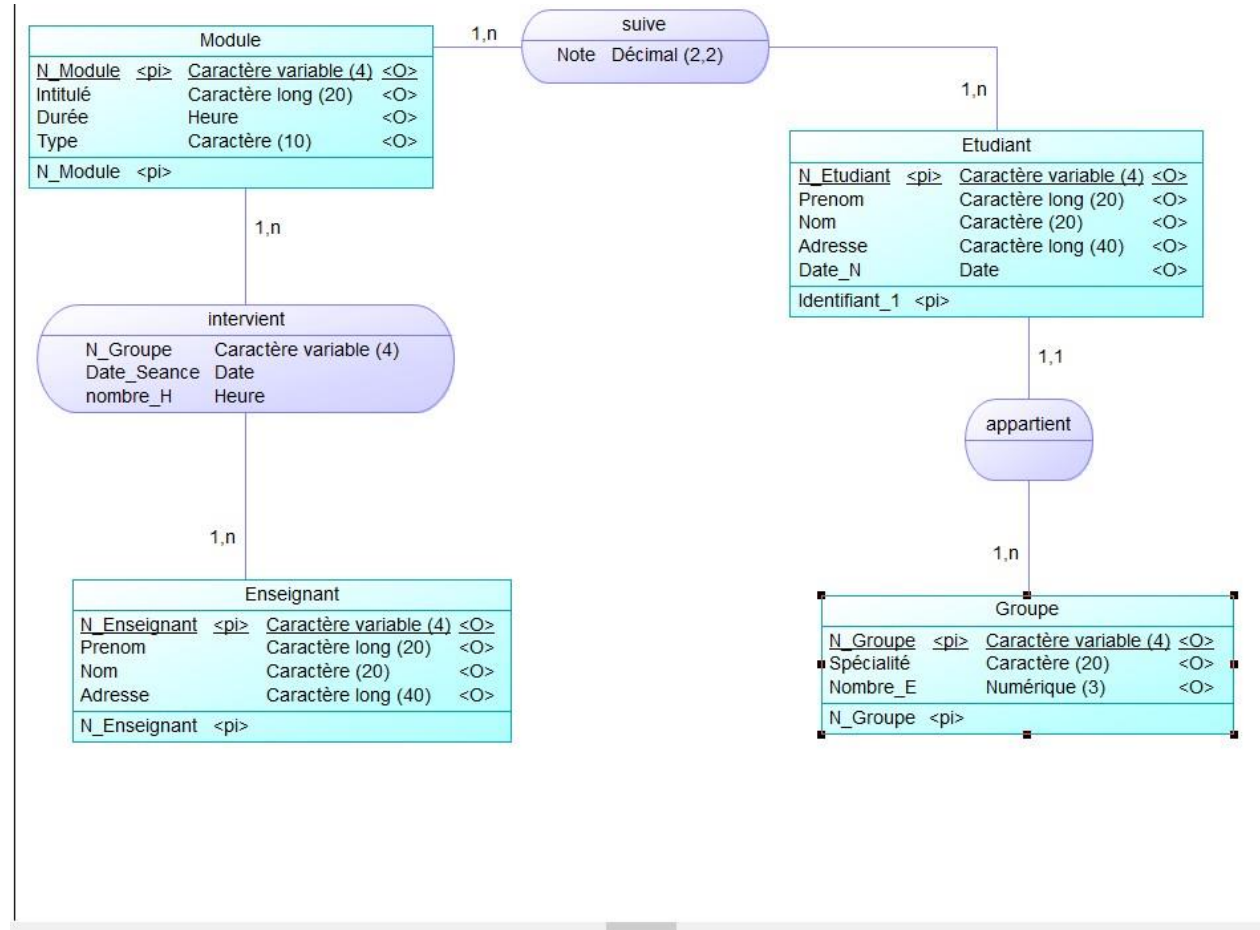 Module
N_Module <pi> Caractère variable (4) <O>
Intitulé Caractère long (20) <O>
Durée Heure <O>
Type Caractère (10) <O>
N_Module <pi>
1,n
suive
Note Décimal (2,2)
1,n
Etudiant
N_Etudiant <pi> Caractère variable (4) <O>
Prenom Caractère long (20) <O>
Nom Caractère (20) <O>
Adresse Caractère long (40) <O>
Date_N Date <O>
Identifiant_1 <pi>
1,n
intervient
N_Groupe Caractère variable (4)
Date_Seance Date
nombre_H Heure
1,n
1,1
appartient
1,n
Enseignant
N_Enseignant <pi> Caractère variable (4) <O>
Prenom Caractère long (20) <O>
Nom Caractère (20) <O>
Adresse Caractère long (40) <O>
N_Enseignant <pi>
Groupe
N_Groupe <pi> Caractère variable (4) <O>
Spécialité Caractère (20) <O>
Nombre_E Numérique (3) <O>
N_Groupe <pi>